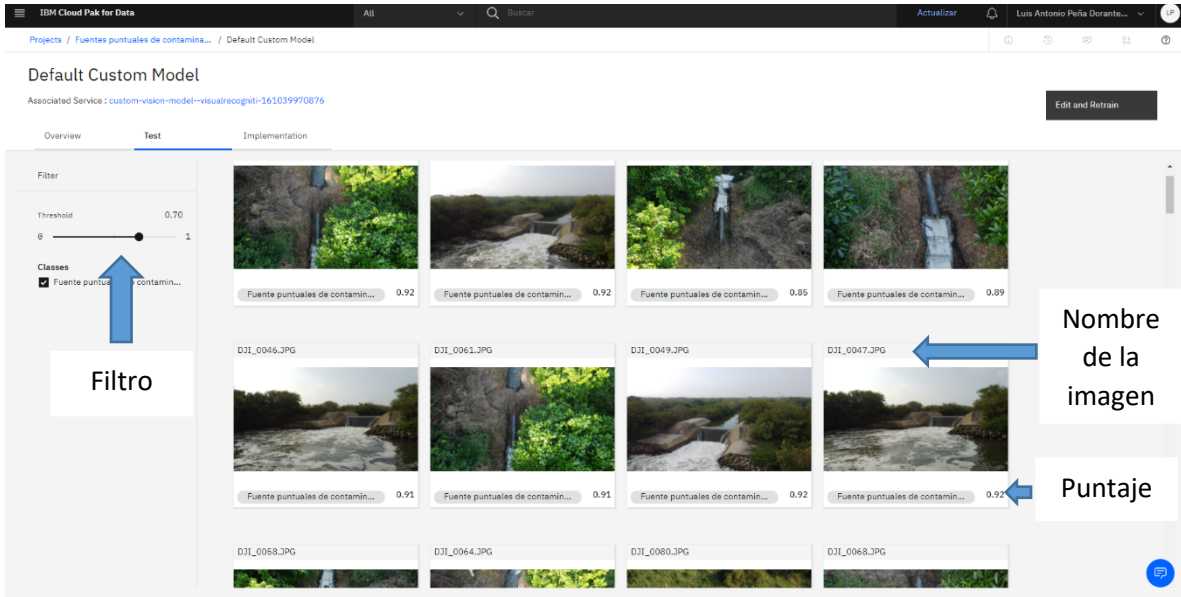 IBM Cloud Pak for Data
All
Buscar
Actualizar
Luis Antonio Peña Dorante...
LP
Projects / Fuentes puntuales de contamina... / Default Custom Model
Default Custom Model
Associated Service : custom-vision-model--visualrecogniti-161039970876
Edit and Retrain
Overview
Test
Implementation
Filter
Threshold 0.70
0 1
Classes
Fuente puntua e contamin...
Filtro
Fuente puntuales de contamin... 0.92
Fuente puntuales de contamin... 0.92
Fuente puntuales de contamin... 0.85
Fuente puntuales de contamin... 0.89
Nombre
de la
imagen
DJI_0046.JPG
DJI_0061.JPG
DJI_0049.JPG
DJI_0047.JPG
Fuente puntuales de contamin... 0.91
Fuente puntuales de contamin... 0.91
Fuente puntuales de contamin... 0.92
Fuente puntuales de contamin... 0.92
Puntaje
DJI_0058.JPG
DJI_0064.JPG
DJI_0080.JPG
DJI_0068.JPG